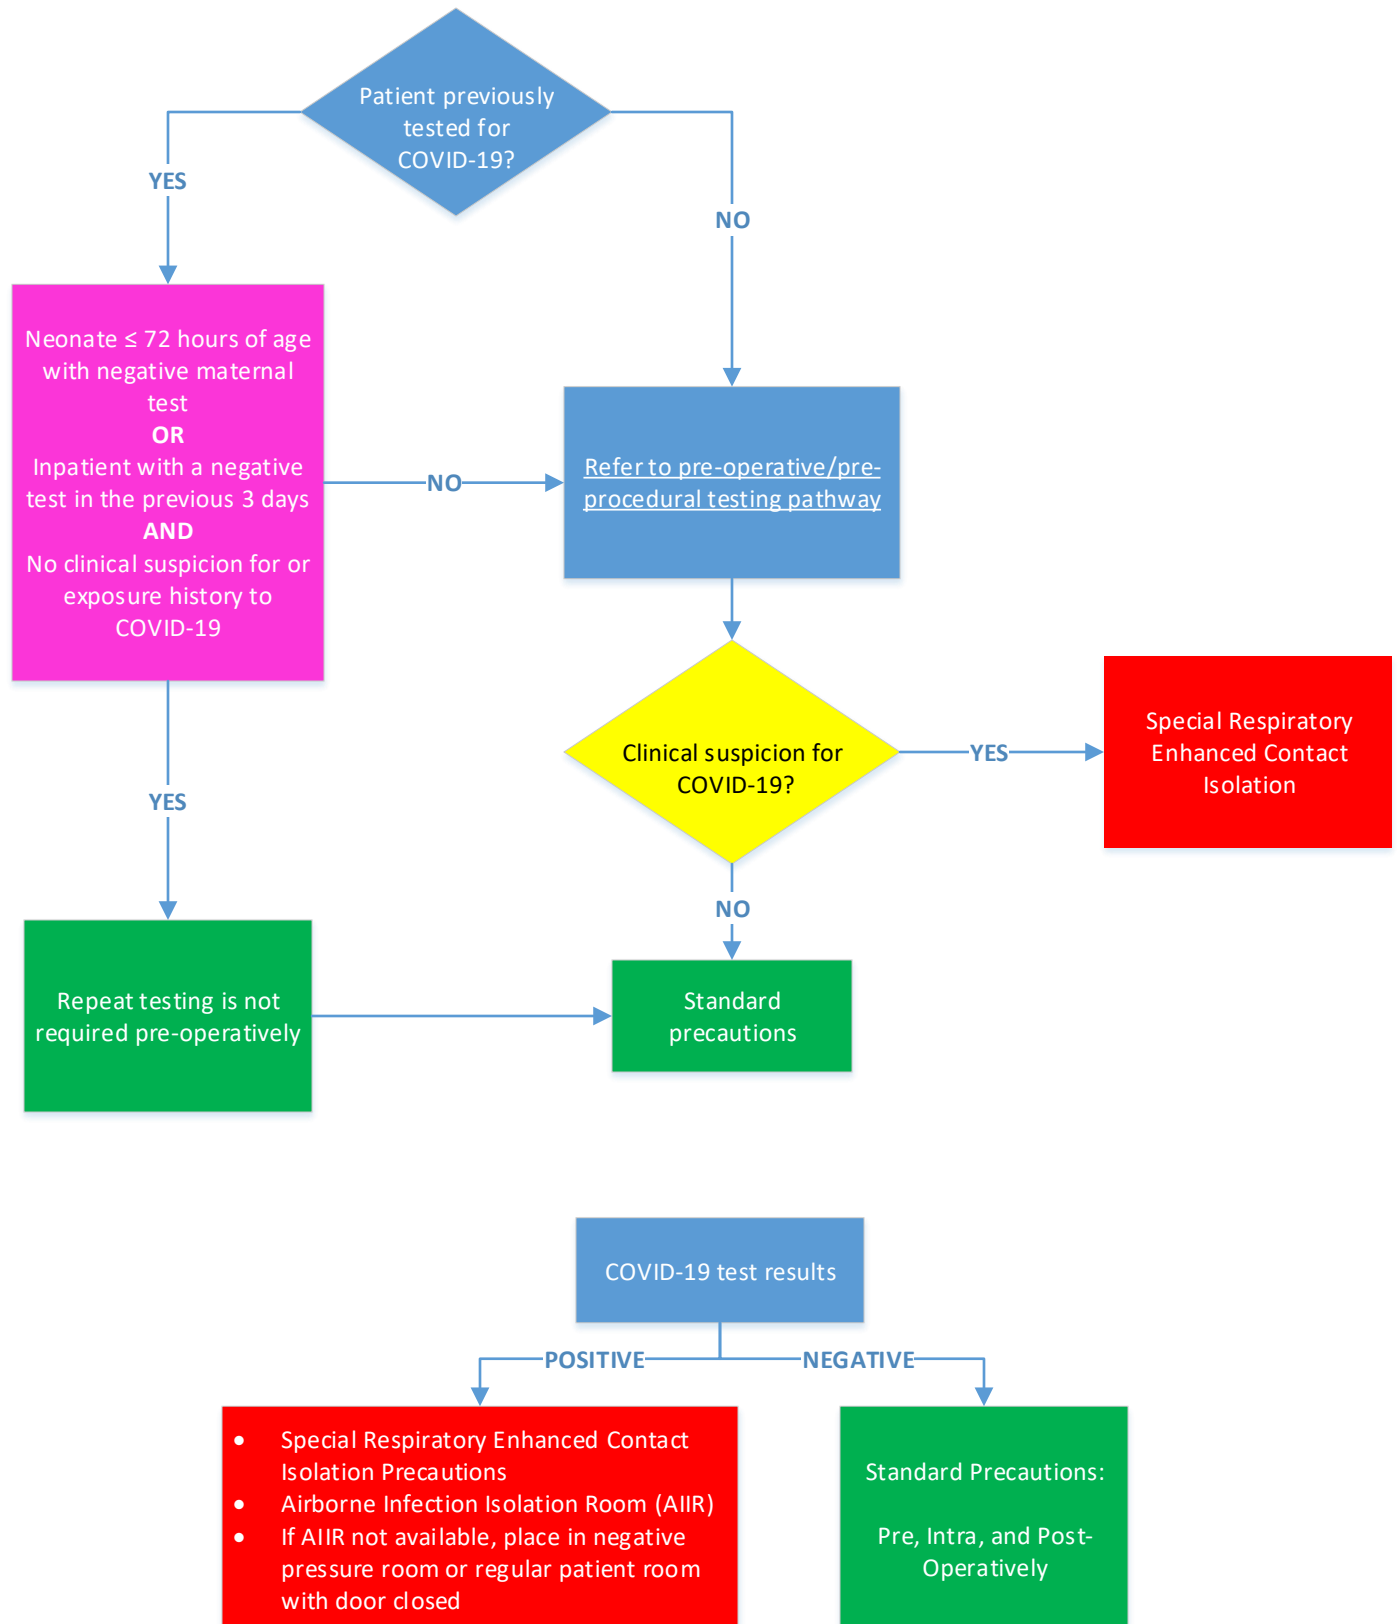 Patient previously
tested for
COVID-19?
YES
NO
Neonate ≤ 72 hours of age
with negative maternal
test
OR
Inpatient with a negative
test in the previous 3 days
AND
No clinical suspicion for or
exposure history to
COVID-19
NO
Refer to pre-operative/pre-
procedural testing pathway
Clinical suspicion for
COVID-19?
YES
Special Respiratory
Enhanced Contact
Isolation
YES
NO
Repeat testing is not
required pre-operatively
Standard
precautions
COVID-19 test results
POSITIVE
NEGATIVE
• Special Respiratory Enhanced Contact
Isolation Precautions
• Airborne Infection Isolation Room (AIIR)
• If AIIR not available, place in negative
pressure room or regular patient room
with door closed
Standard Precautions:
Pre, Intra, and Post-
Operatively